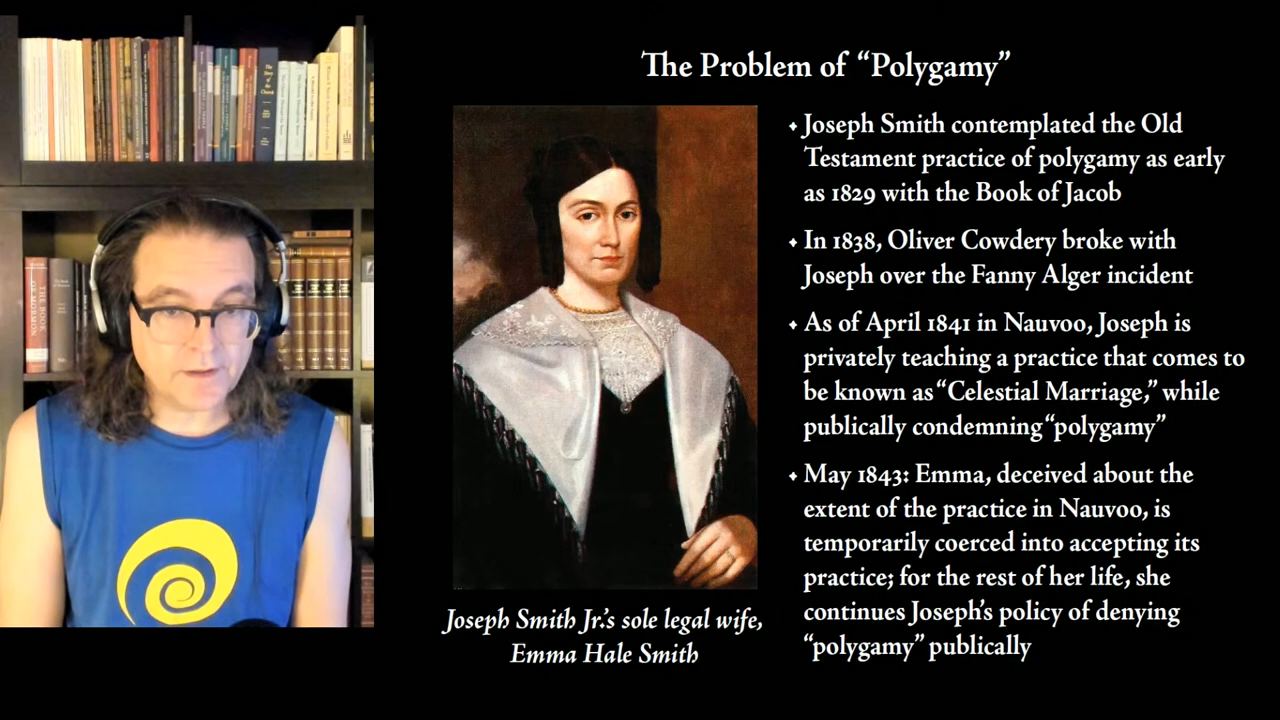 The Problem of “Polygamy”
Joseph Smith contemplated the Old
Testament practice of polygamy as early
as 1829 with the Book of Jacob
In 1838, Oliver Cowdery broke with
Joseph over the Fanny Alger incident
As of April 1841 in Nauvoo, Joseph is
privately teaching a practice that comes to
be known as “Celestial Marriage,” while
publically condemning “polygamy”
May 1843: Emma, deceived about the
extent of the practice in Nauvoo, is
temporarily coerced into accepting its
practice; for the rest of her life, she
continues Joseph’s policy of denying
“polygamy” publically
Joseph Smith Jr.’s sole legal wife,
Emma Hale Smith
THE BOOK
OF MORMON